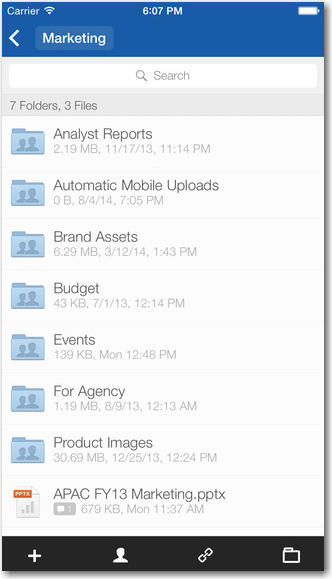 Carrier 6:07 PM
Marketing
Search
7 Folders, 3 Files
Analyst Reports
2.19 MB, 11/17/13, 11:14 PM
Automatic Mobile Uploads
0 B, 8/4/14, 7:05 PM
Brand Assets
6.29 MB, 3/12/14, 1:43 PM
Budget
43 KB, 7/1/13, 12:14 PM
Events
139 KB, Mon 12:48 PM
For Agency
1.19 MB, 8/9/13, 12:13 AM
Product Images
30.69 MB, 12/25/13, 12:24 PM
PPTX
APAC FY13 Marketing.pptx
1 679 KB, Mon 11:37 AM